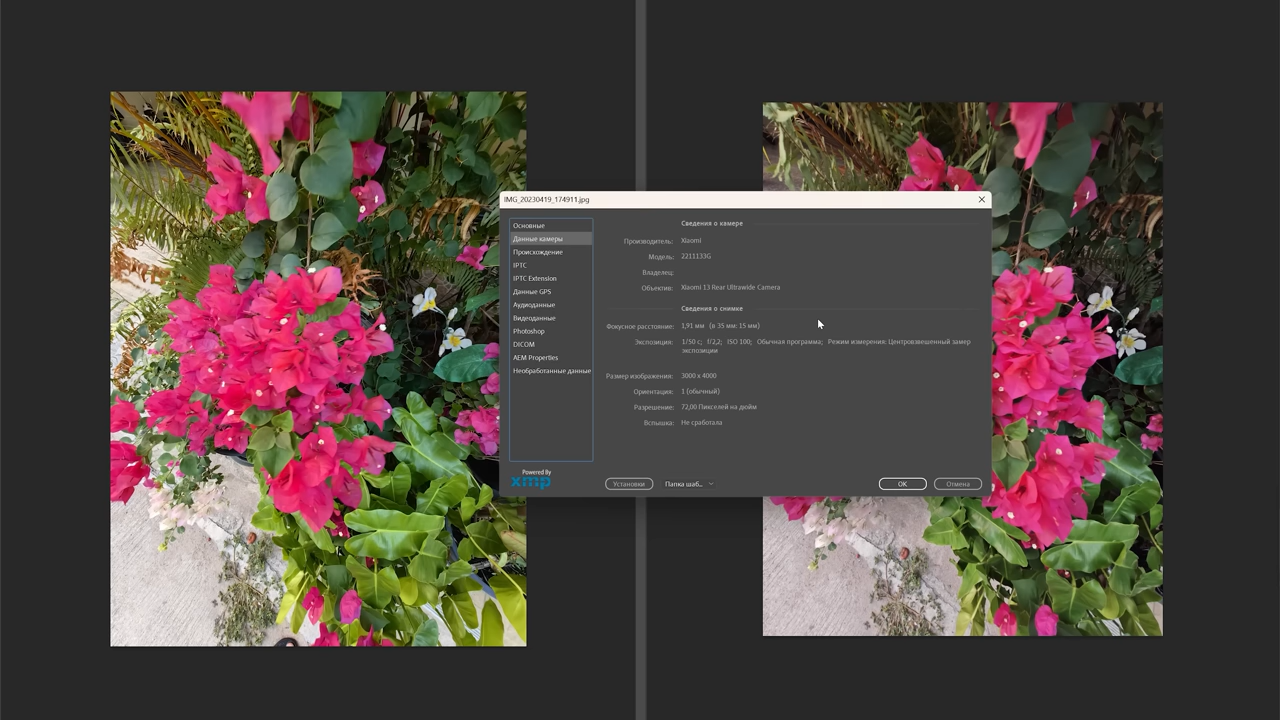 IMG_20230419_174911.jpg
Основные
Данные камеры
Происхождение
IPTC
IPTC Extension
Данные GPS
Аудиоданные
Видеоданные
Photoshop
DICOM
AEM Properties
Необработанные данные
Powered By
xmp
Сведения о камере
Производитель: Xiaomi
Модель: 2211133G
Владелец:
Объектив: Xiaomi 13 Rear Ultrawide Camera
Сведения о снимке
Фокусное расстояние: 1,91 мм (в 35 мм: 15 мм)
Экспозиция: 1/50 с; f/2,2; ISO 100; Обычная программа; Режим измерения: Центровзвешенный замер
экспозиции
Размер изображения: 3000 x 4000
Ориентация: 1 (обычный)
Разрешение: 72,00 Пикселей на дюйм
Вспышка: Не сработала
Установки
Папка шаб..
ОК
Отмена